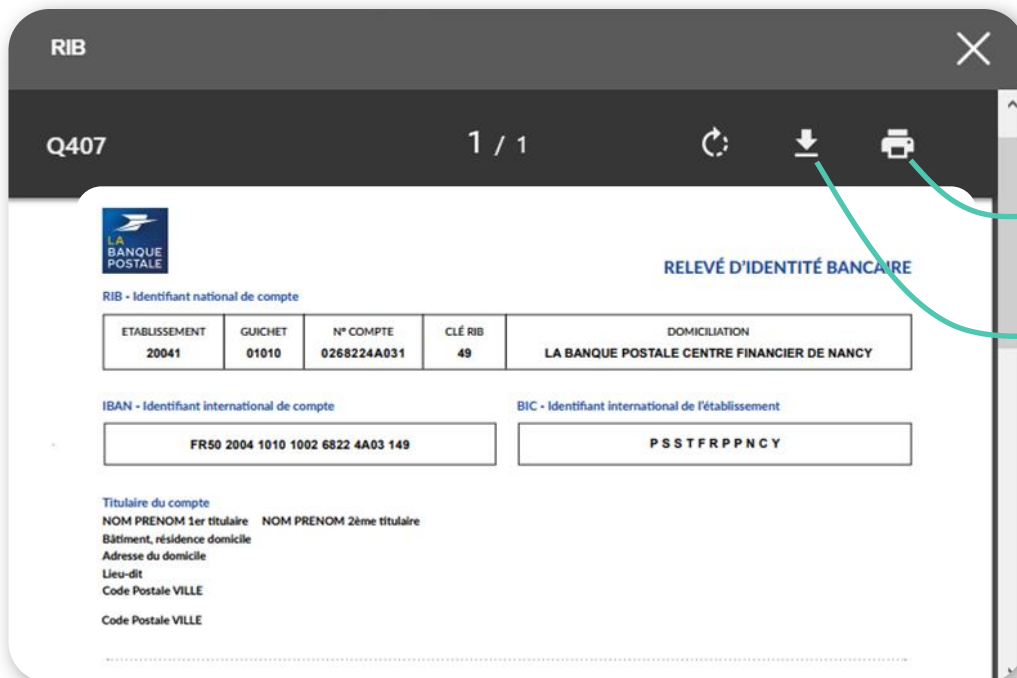 RIB
Q407 1 / 1
LA
BANQUE
POSTALE
RELEVÉ D'IDENTITÉ BANCAIRE
RIB - Identifiant national de compte
ETABLISSEMENT GUICHET N° COMPTE CLÉ RIB DOMICILIATION
20041 01010 0268224A031 49 LA BANQUE POSTALE CENTRE FINANCIER DE NANCY
IBAN - Identifiant international de compte BIC - Identifiant international de l'établissement
FR50 2004 1010 1002 6822 4A03 149 PSSTFRPPNCY
Titulaire du compte
NOM PRENOM 1er titulaire NOM PRENOM 2ème titulaire
Bâtiment, résidence domicile
Adresse du domicile
Lieu-dit
Code Postale VILLE
Code Postale VILLE